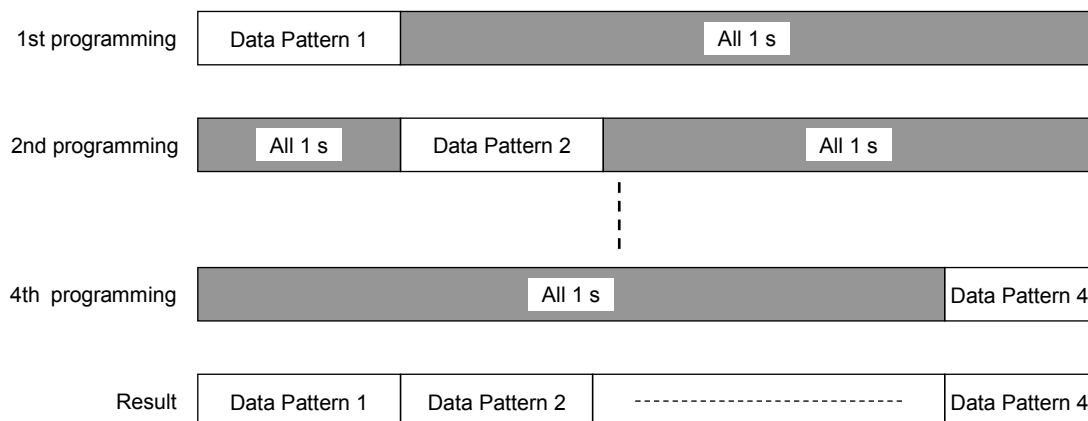 1st programming
Data Pattern 1
All 1 s
2nd programming
All 1 s
Data Pattern 2
All 1 s
4th programming
All 1 s
Data Pattern 4
Result
Data Pattern 1
Data Pattern 2
Data Pattern 4